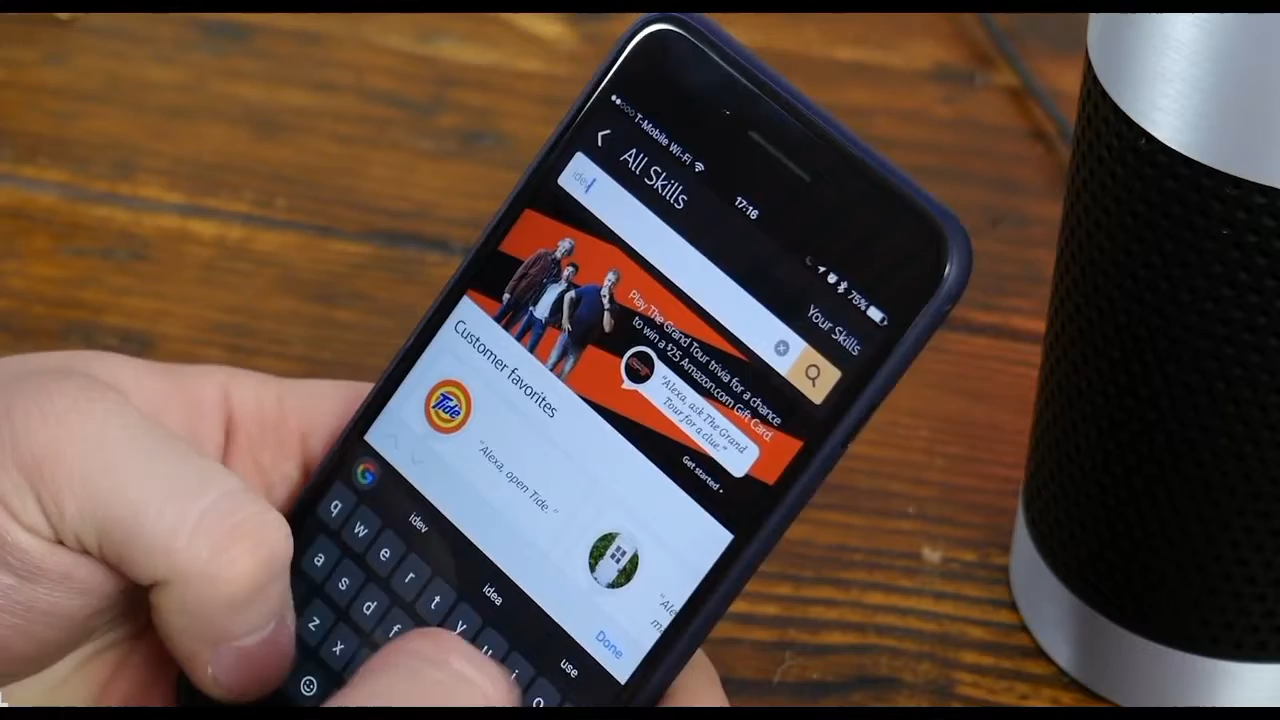 T-Mobile Wi-Fi
17:16
75%
All Skills
Your Skills
idev
Play The Grand Tour trivia for a chance
to win a $25 Amazon.com Gift Card.
"Alexa, ask The Grand
Tour for a clue."
Get started
Customer favorites
Tide
"Alexa, open Tide."
Done
idev
idea
use
q w e r t y u i o
a s d f
z x